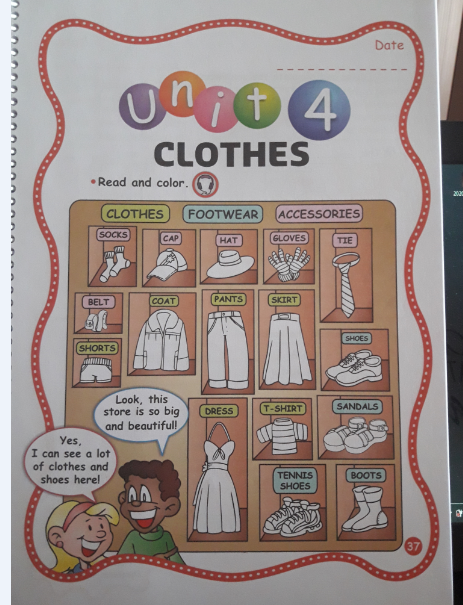 Date
Unit 4
CLOTHES
•Read and color.
CLOTHES FOOTWEAR ACCESSORIES
SOCKS CAP HAT GLOVES TIE
BELT COAT PANTS SKIRT
SHORTS SHOES
DRESS T-SHIRT SANDALS
TENNIS
SHOES
BOOTS
Look, this
store is so big
and beautiful!
Yes,
I can see a lot
of clothes and
shoes here!
37